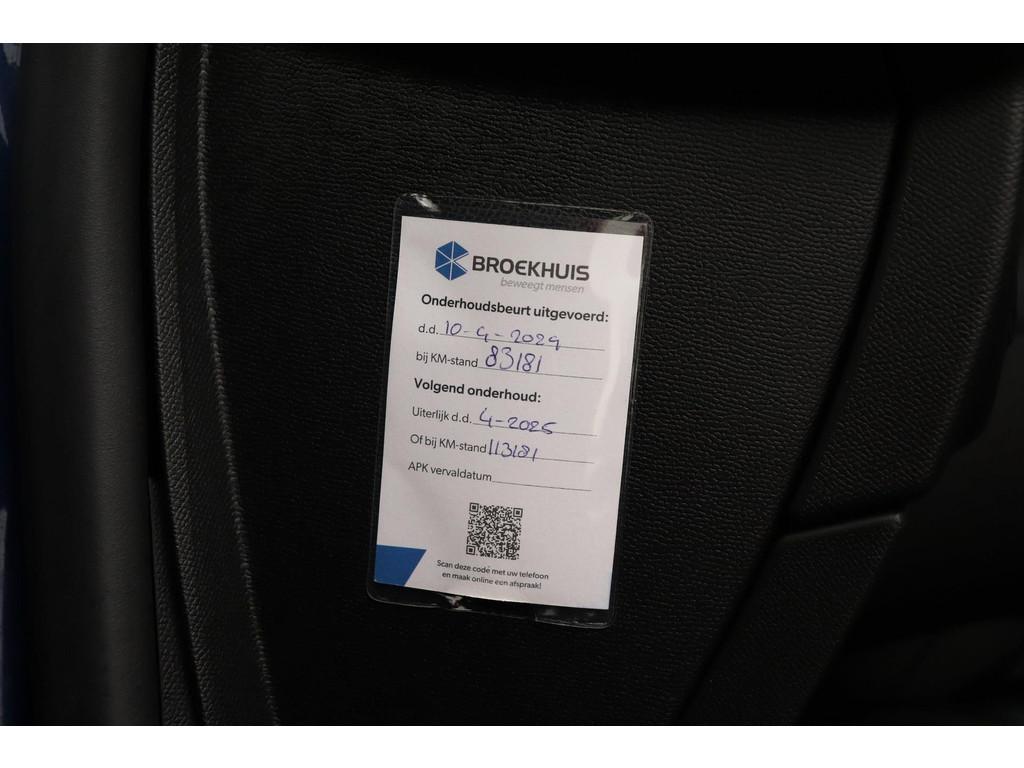 BROEKHUIS
beweegt mensen
Onderhoudsbeurt uitgevoerd:
d.d. 10-4-2024
bij KM-stand 83181
Volgend onderhoud:
Uiterlijk d.d. 4-2025
Of bij KM-stand 113181
APK vervaldatum
Scan deze code met uw telefoon
en maak online een afspraak!